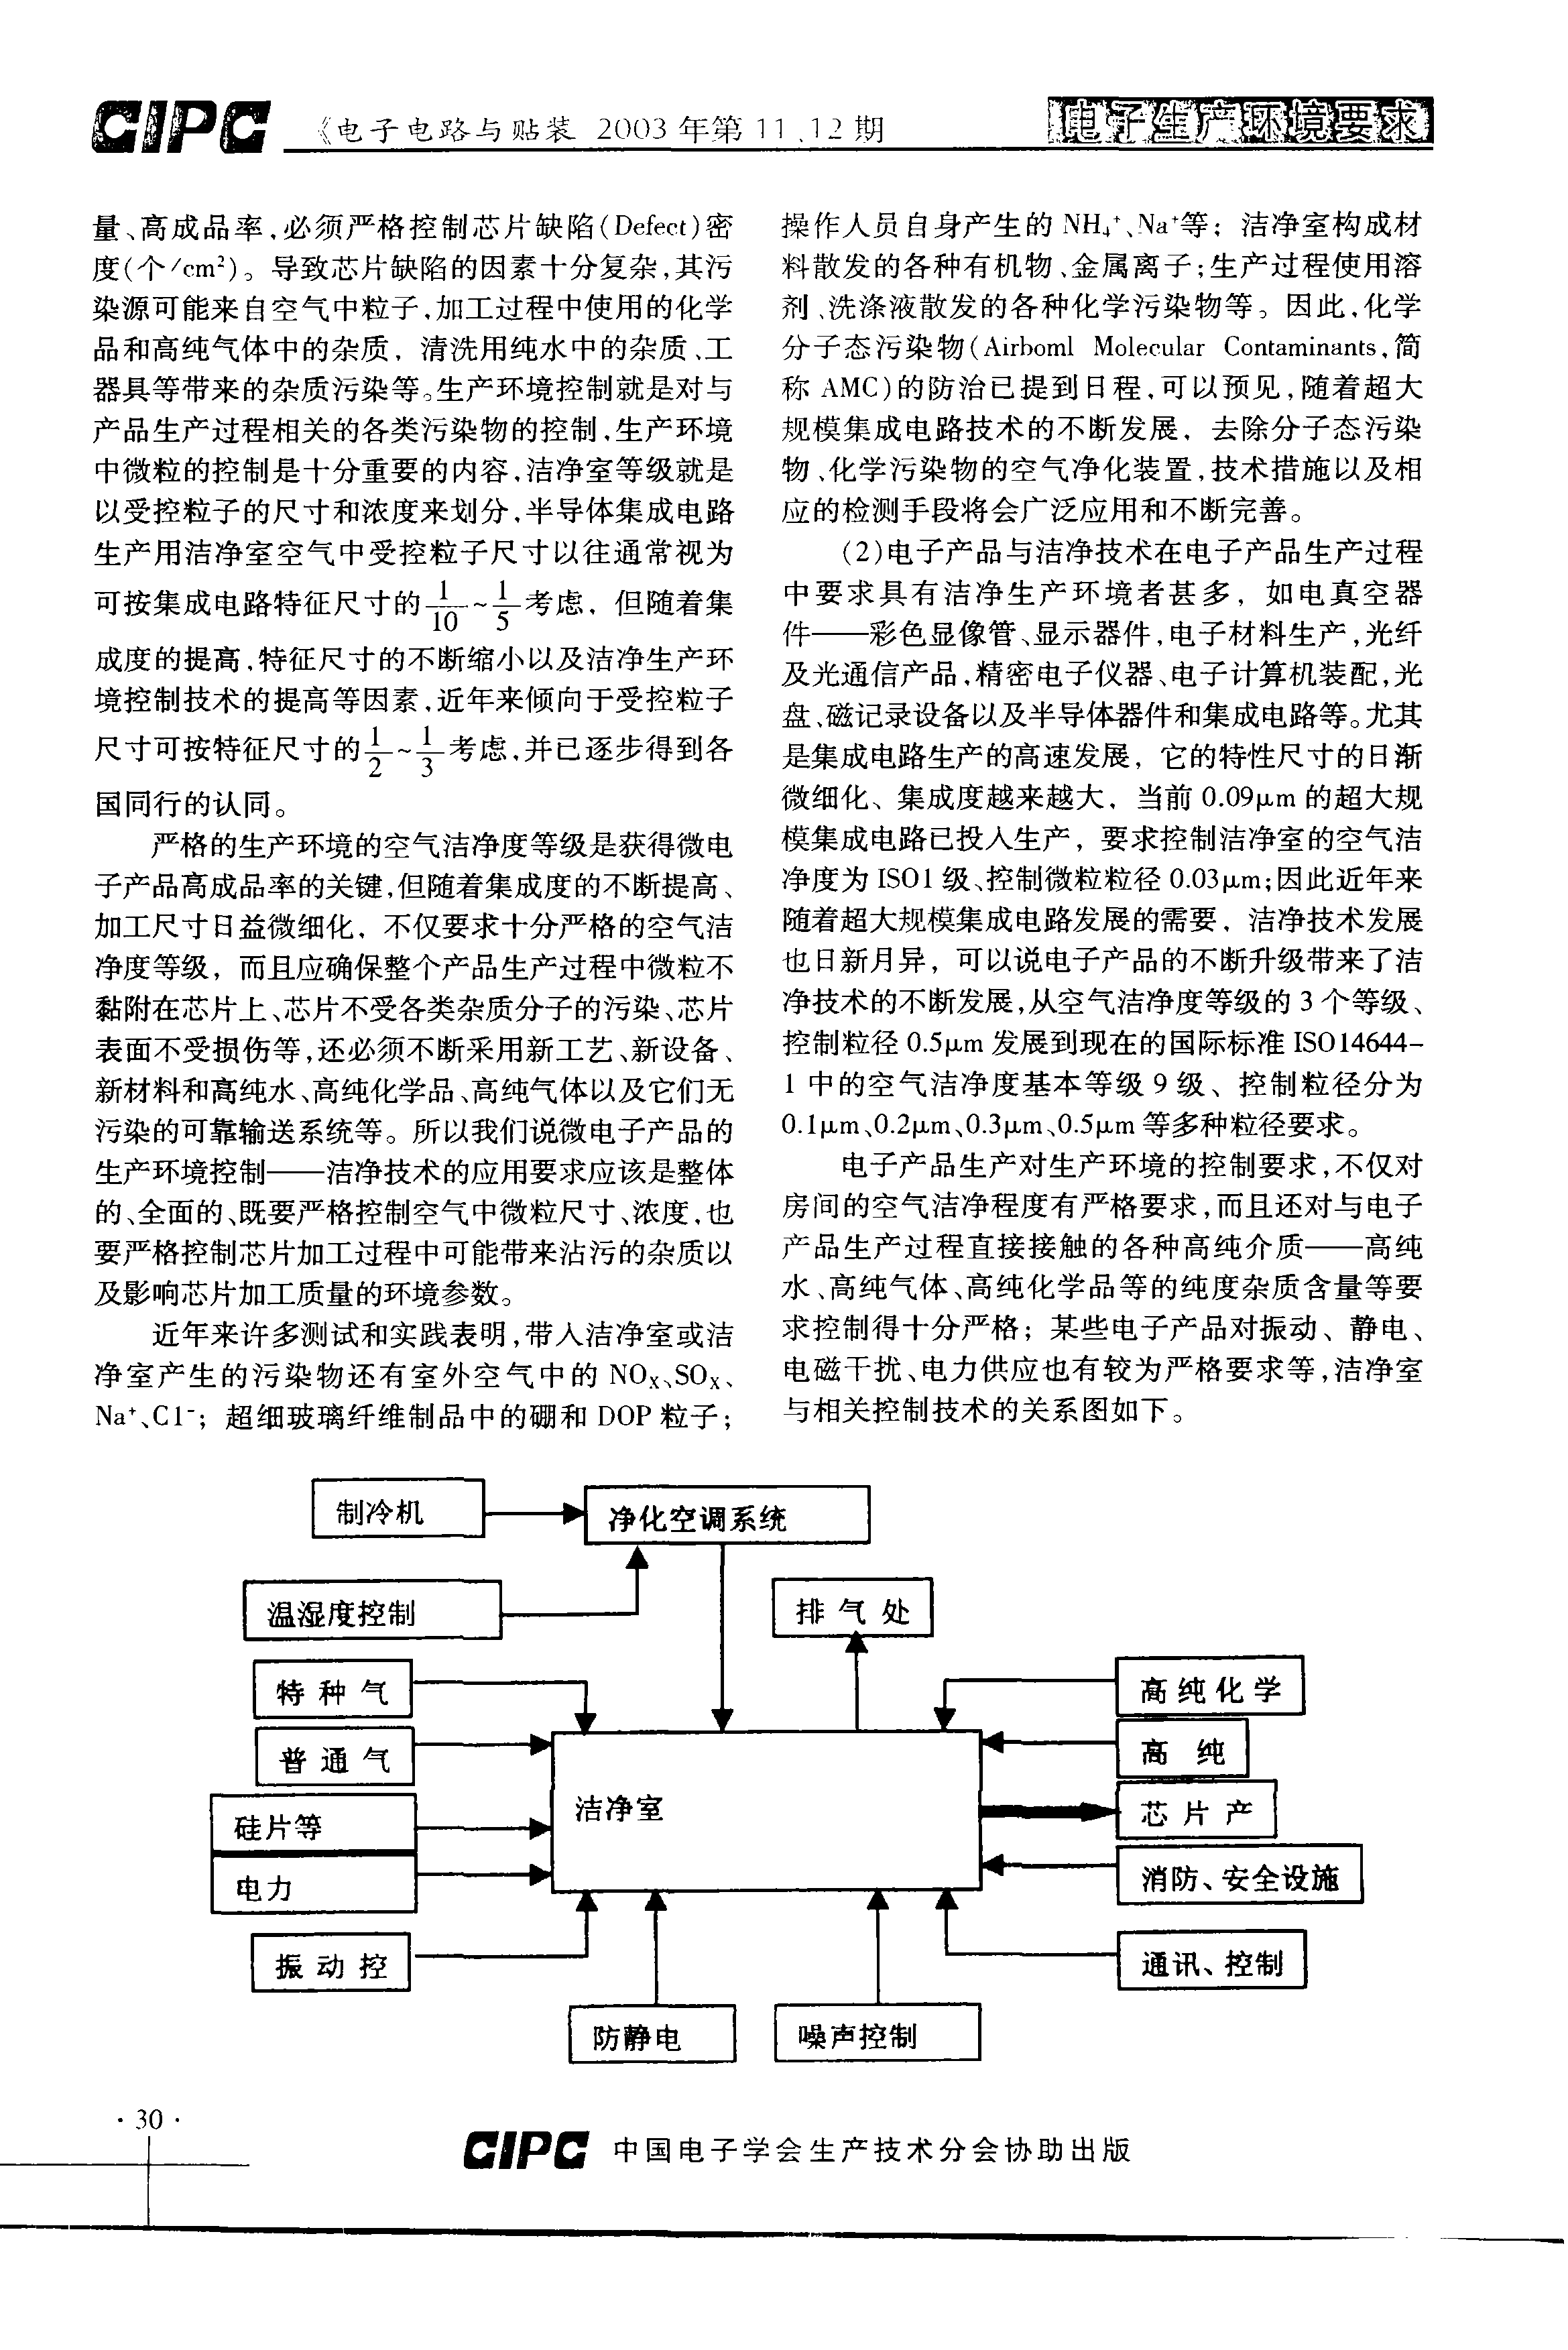 CIPC 《电子电路与贴装 2003 年第 11、12 期
电子生产环境要求
量、高成品率,必须严格控制芯片缺陷(Defect)密
度(个/cm²)。导致芯片缺陷的因素十分复杂,其污
染源可能来自空气中粒子,加工过程中使用的化学
品和高纯气体中的杂质,清洗用纯水中的杂质、工
器具等带来的杂质污染等。生产环境控制就是对与
产品生产过程相关的各类污染物的控制,生产环境
中微粒的控制是十分重要的内容,洁净室等级就是
以受控粒子的尺寸和浓度来划分,半导体集成电路
生产用洁净室空气中受控粒子尺寸以往通常视为
可按集成电路特征尺寸的 1/10 ~ 1/5 考虑,但随着集
成度的提高,特征尺寸的不断缩小以及洁净生产环
境控制技术的提高等因素,近年来倾向于受控粒子
尺寸可按特征尺寸的 1/2 ~ 1/3 考虑,并已逐步得到各
国同行的认同。
严格的生产环境的空气洁净度等级是获得微电
子产品高成品率的关键,但随着集成度的不断提高、
加工尺寸日益微细化,不仅要求十分严格的空气洁
净度等级,而且应确保整个产品生产过程中微粒不
黏附在芯片上、芯片不受各类杂质分子的污染、芯片
表面不受损伤等,还必须不断采用新工艺、新设备、
新材料和高纯水、高纯化学品、高纯气体以及它们无
污染的可靠输送系统等。所以我们说微电子产品的
生产环境控制——洁净技术的应用要求应该是整体
的、全面的、既要严格控制空气中微粒尺寸、浓度,也
要严格控制芯片加工过程中可能带来沾污的杂质以
及影响芯片加工质量的环境参数。
近年来许多测试和实践表明,带入洁净室或洁
净室产生的污染物还有室外空气中的 NOx、SOx、
Na⁺、Cl⁻;超细玻璃纤维制品中的硼和 DOP 粒子;
操作人员自身产生的 NH₄⁺、Na⁺等;洁净室构成材
料散发的各种有机物、金属离子;生产过程使用溶
剂、洗涤液散发的各种化学污染物等。因此,化学
分子态污染物(Airboml Molecular Contaminants,简
称 AMC)的防治已提到日程,可以预见,随着超大
规模集成电路技术的不断发展,去除分子态污染
物、化学污染物的空气净化装置,技术措施以及相
应的检测手段将会广泛应用和不断完善。
(2)电子产品与洁净技术在电子产品生产过程
中要求具有洁净生产环境者甚多,如电真空器
件——彩色显像管、显示器件,电子材料生产,光纤
及光通信产品,精密电子仪器、电子计算机装配,光
盘、磁记录设备以及半导体器件和集成电路等。尤其
是集成电路生产的高速发展,它的特性尺寸的日渐
微细化、集成度越来越大,当前 0.09μm 的超大规
模集成电路已投入生产,要求控制洁净室的空气洁
净度为 ISO1 级、控制微粒粒径 0.03μm;因此近年来
随着超大规模集成电路发展的需要,洁净技术发展
也日新月异,可以说电子产品的不断升级带来了洁
净技术的不断发展,从空气洁净度等级的 3 个等级、
控制粒径 0.5μm 发展到现在的国际标准 ISO14644-
1 中的空气洁净度基本等级 9 级、控制粒径分为
0.1μm、0.2μm、0.3μm、0.5μm 等多种粒径要求。
电子产品生产对生产环境的控制要求,不仅对
房间的空气洁净程度有严格要求,而且还对与电子
产品生产过程直接接触的各种高纯介质——高纯
水、高纯气体、高纯化学品等的纯度杂质含量等要
求控制得十分严格;某些电子产品对振动、静电、
电磁干扰、电力供应也有较为严格要求等,洁净室
与相关控制技术的关系图如下。
制冷机
净化空调系统
温湿度控制
排 气 处
特 种 气
高 纯 化 学
普 通 气
高 纯
硅片等
洁净室
芯 片 产
电力
消防、安全设施
振 动 控
通讯、控制
防静电
噪声控制
· 30 ·
CIPC 中国电子学会生产技术分会协助出版